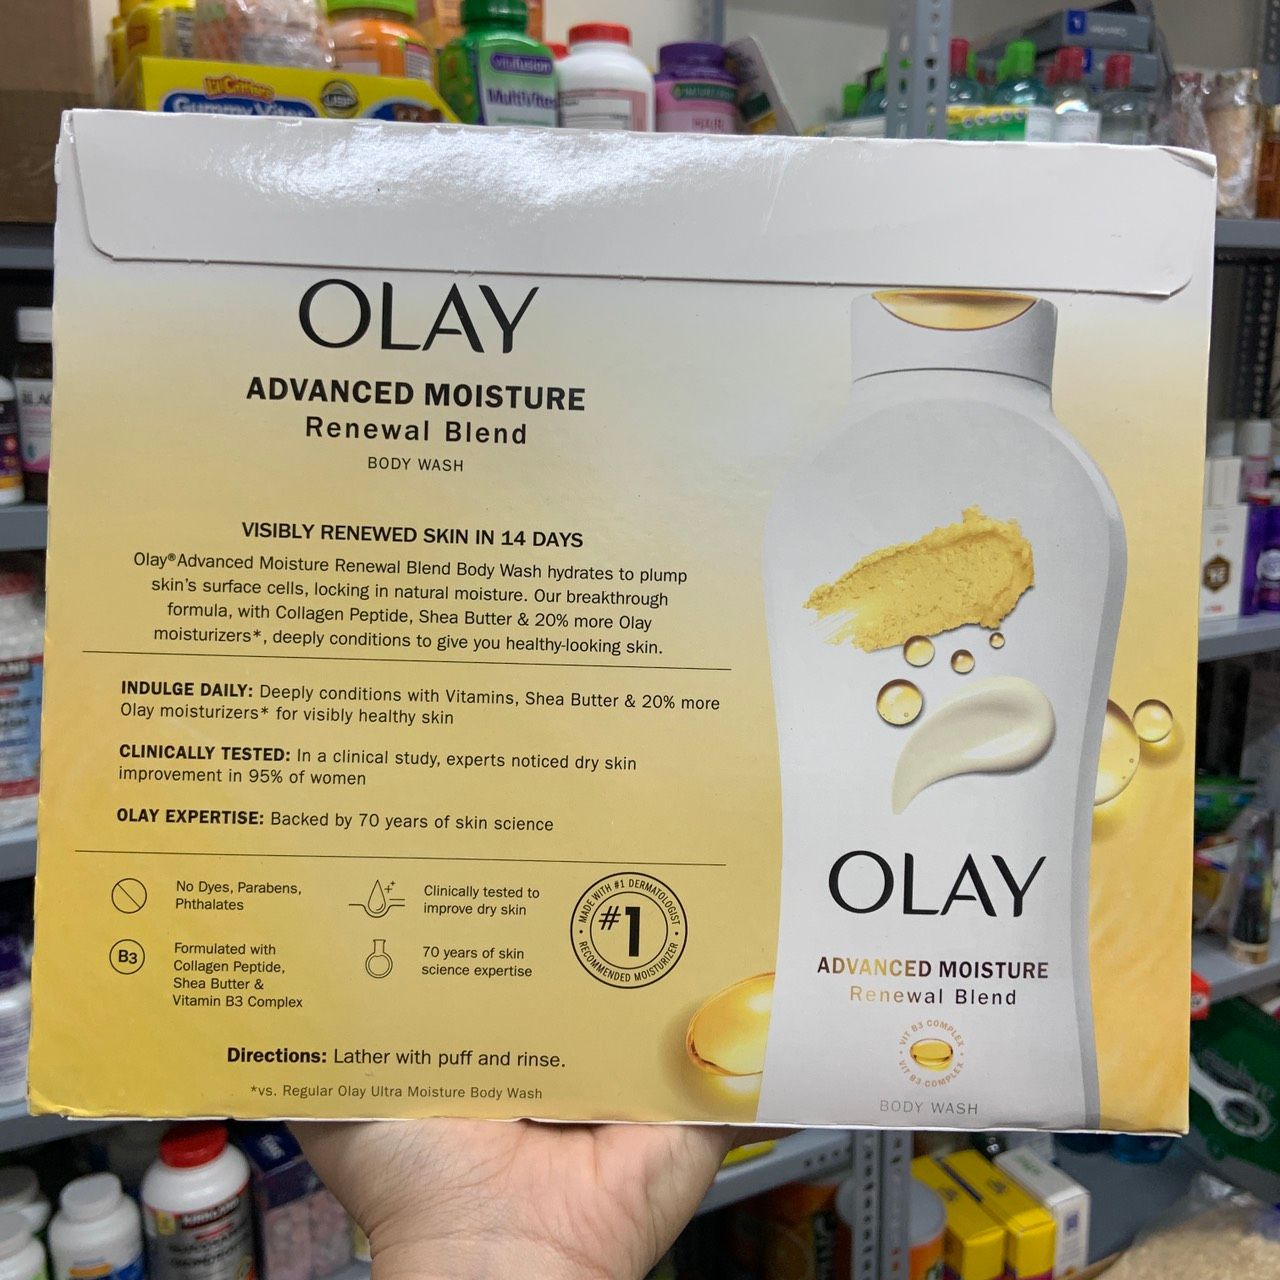 Lil Critters
Gummy Vites
vitafusion
MultiVites
OLAY
ADVANCED MOISTURE
Renewal Blend
BODY WASH
VISIBLY RENEWED SKIN IN 14 DAYS
Olay® Advanced Moisture Renewal Blend Body Wash hydrates to plump
skin's surface cells, locking in natural moisture. Our breakthrough
formula, with Collagen Peptide, Shea Butter & 20% more Olay
moisturizers*, deeply conditions to give you healthy-looking skin.
INDULGE DAILY: Deeply conditions with Vitamins, Shea Butter & 20% more
Olay moisturizers* for visibly healthy skin
CLINICALLY TESTED: In a clinical study, experts noticed dry skin
improvement in 95% of women
OLAY EXPERTISE: Backed by 70 years of skin science
No Dyes, Parabens,
Phthalates
Clinically tested to
improve dry skin
B3
Formulated with
Collagen Peptide,
Shea Butter &
Vitamin B3 Complex
70 years of skin
science expertise
MADE WITH #1 DERMATOLOGIST
#1
RECOMMENDED MOISTURIZER
Directions: Lather with puff and rinse.
*vs. Regular Olay Ultra Moisture Body Wash
OLAY
ADVANCED MOISTURE
Renewal Blend
VIT B3 COMPLEX
VIT B3 COMPLEX
BODY WASH
KIRKLAND